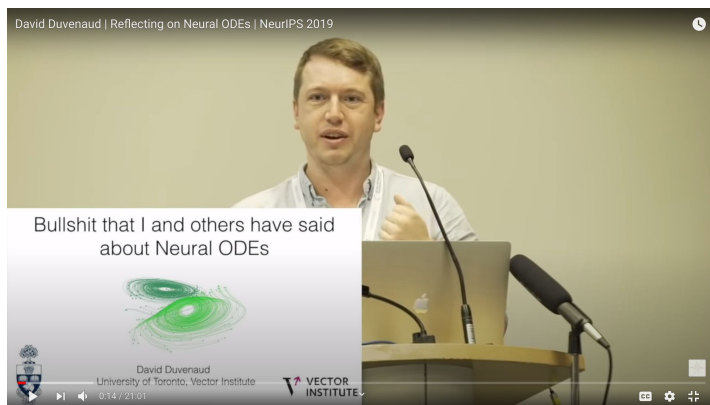 David Duvenaud | Reflecting on Neural ODEs | NeurIPS 2019
Bullshit that I and others have said
about Neural ODEs
David Duvenaud
University of Toronto, Vector Institute
VECTOR
INSTITUTE
0:14 / 21:01
CC